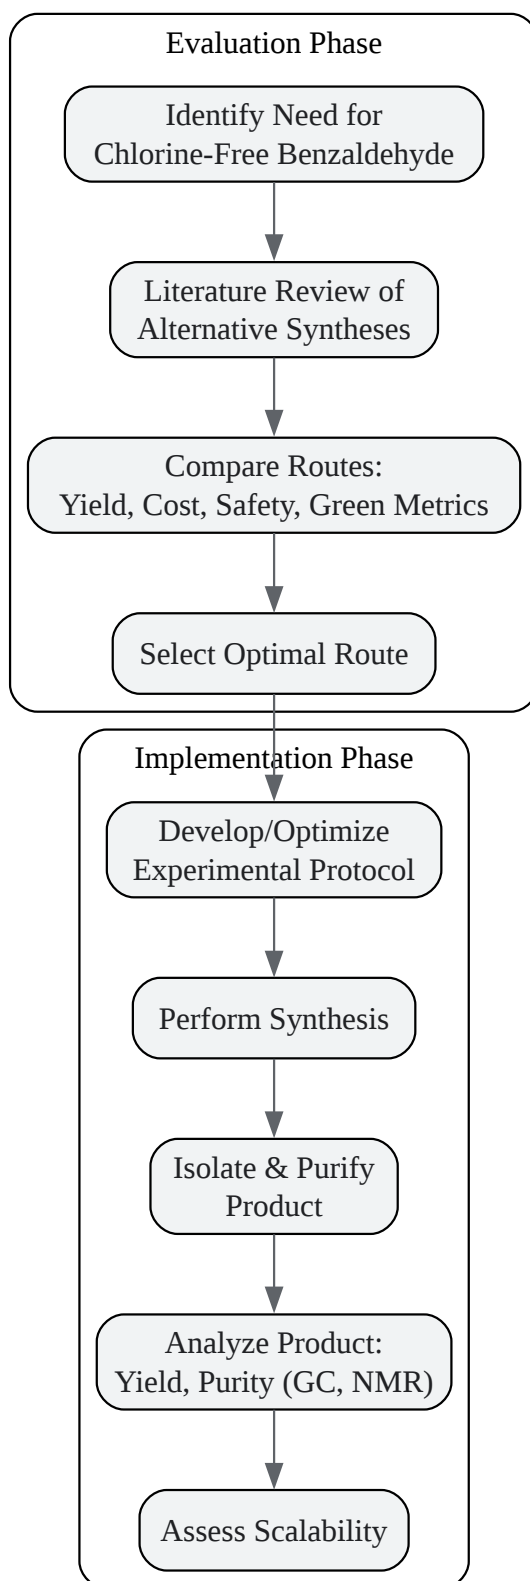 Evaluation Phase
Identify Need for
Chlorine-Free Benzaldehyde
Literature Review of
Alternative Syntheses
Compare Routes:
Yield, Cost, Safety, Green Metrics
Select Optimal Route
Implementation Phase
Develop/Optimize
Experimental Protocol
Perform Synthesis
Isolate & Purify
Product
Analyze Product:
Yield, Purity (GC, NMR)
Assess Scalability